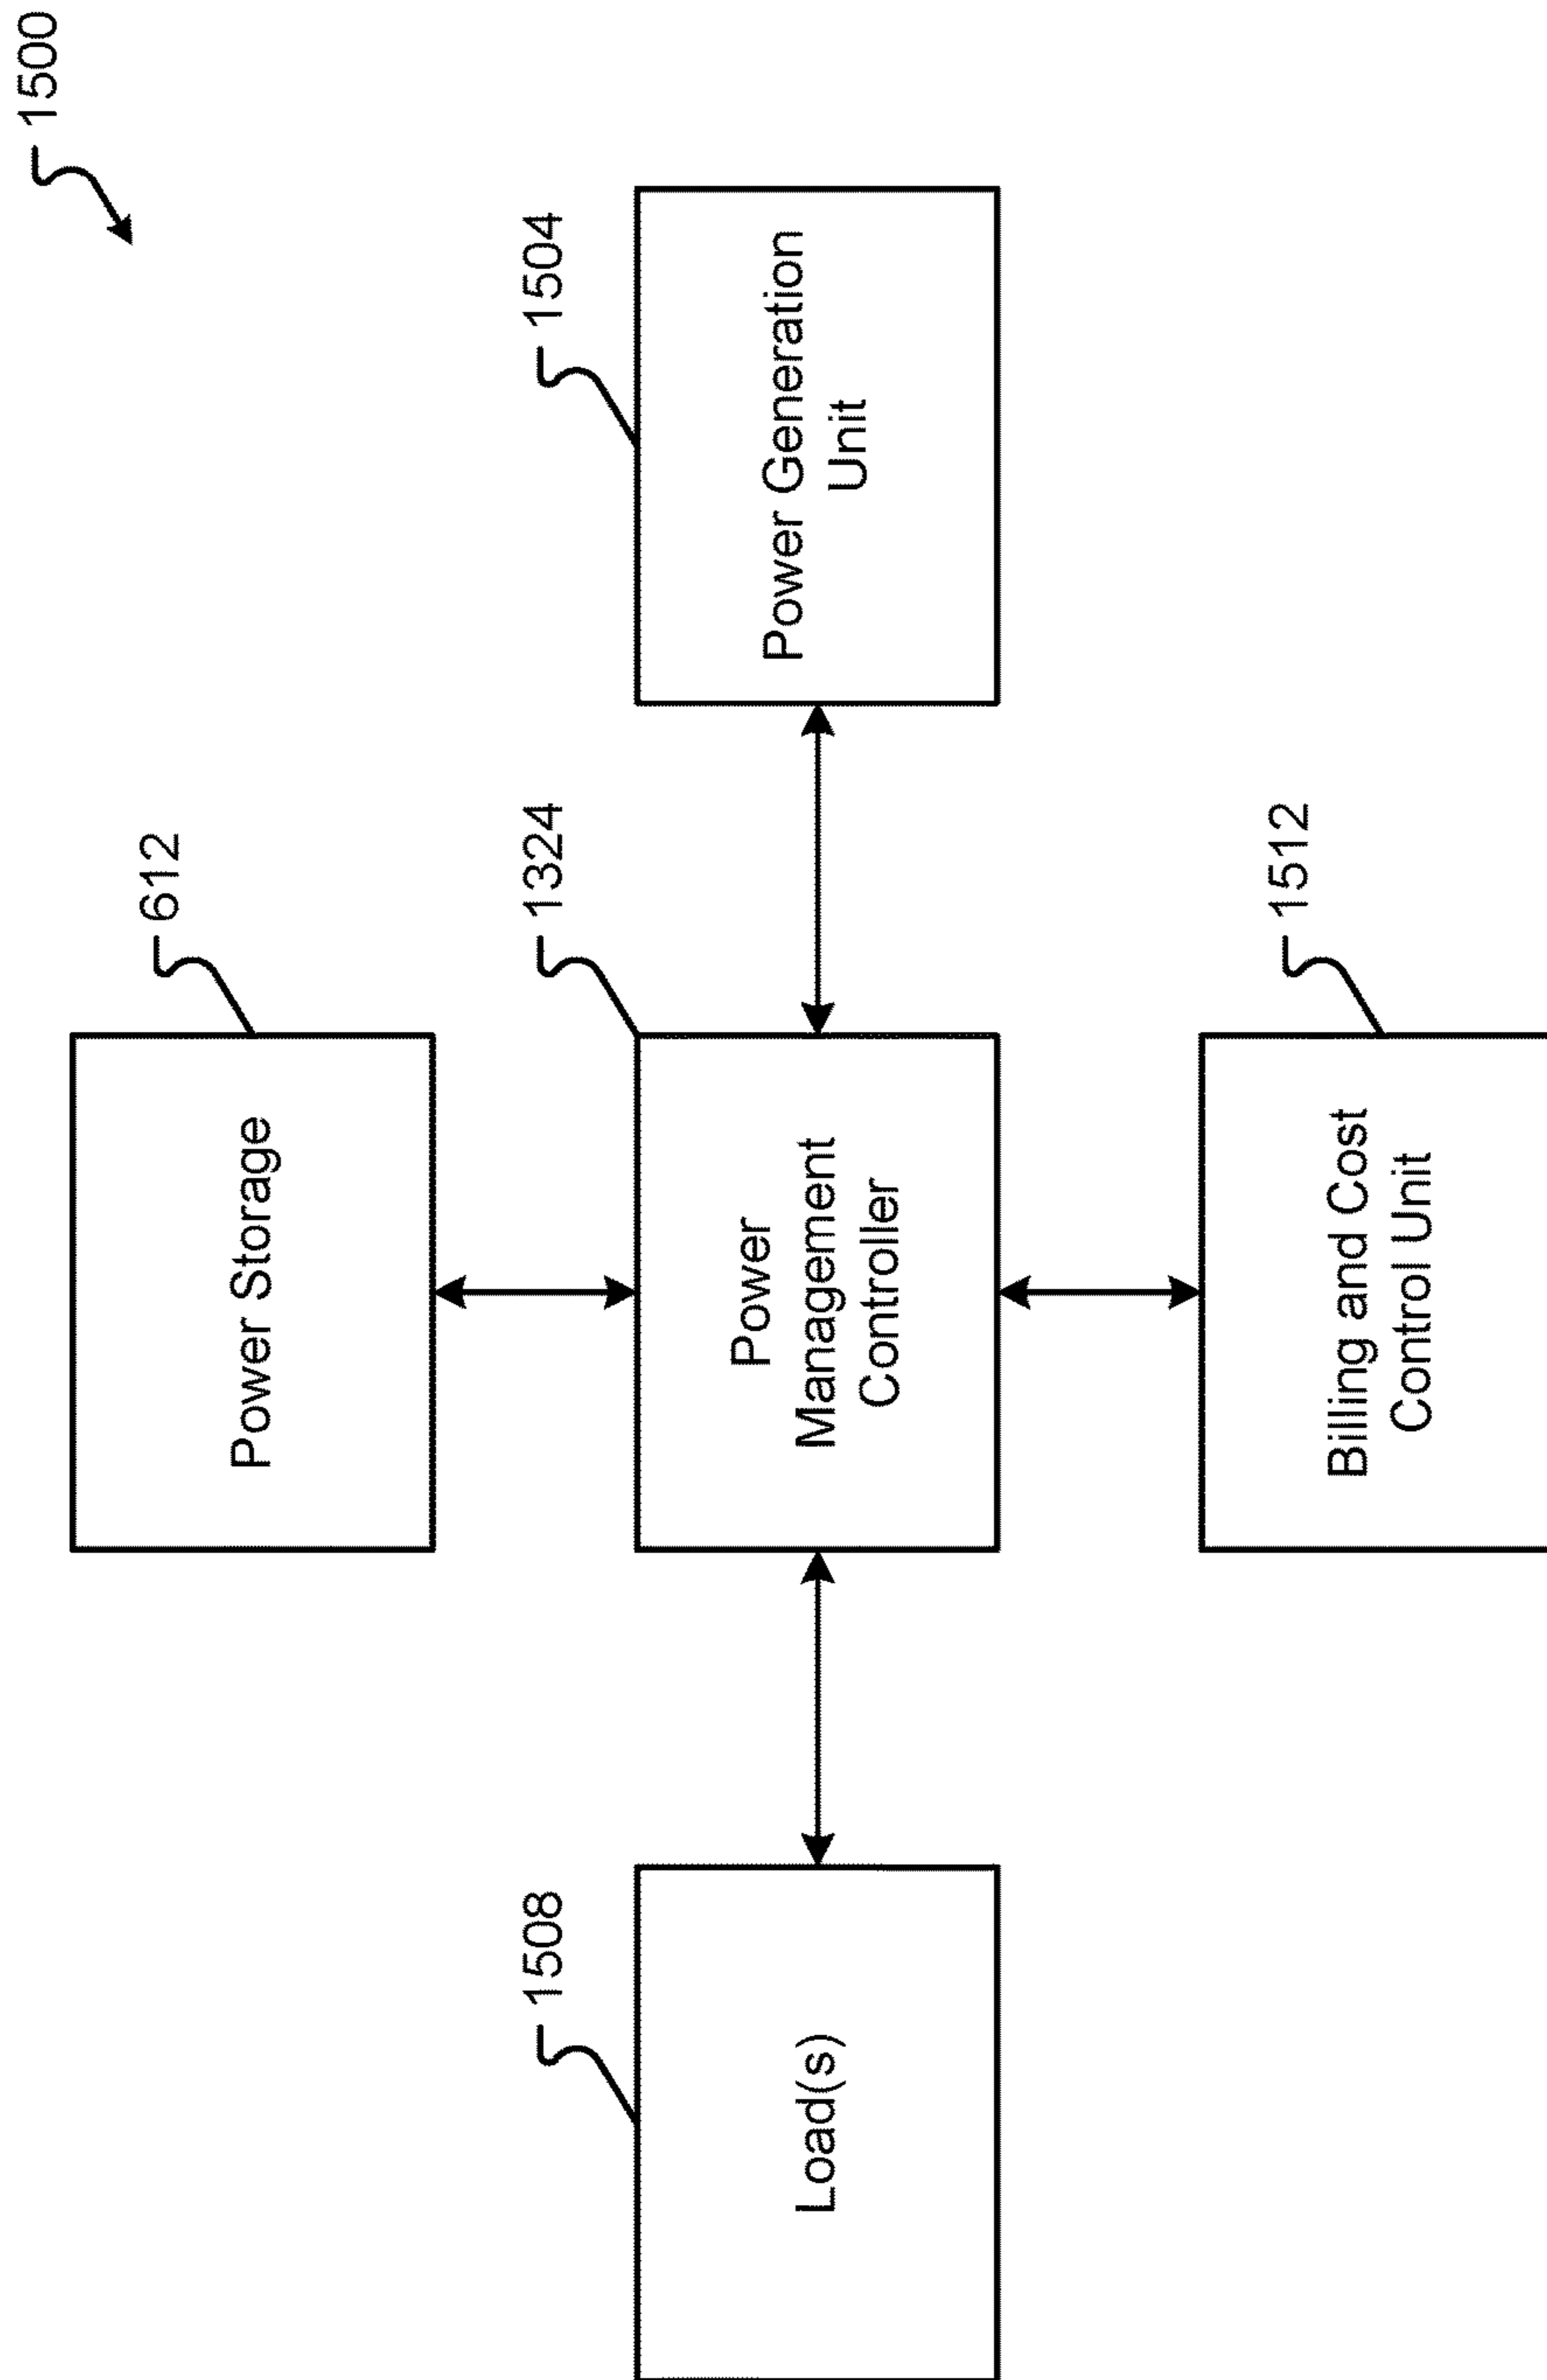 1500
612
Power Storage
1508
Load(s)
1324
Power
Management
Controller
1504
Power Generation
Unit
1512
Billing and Cost
Control Unit